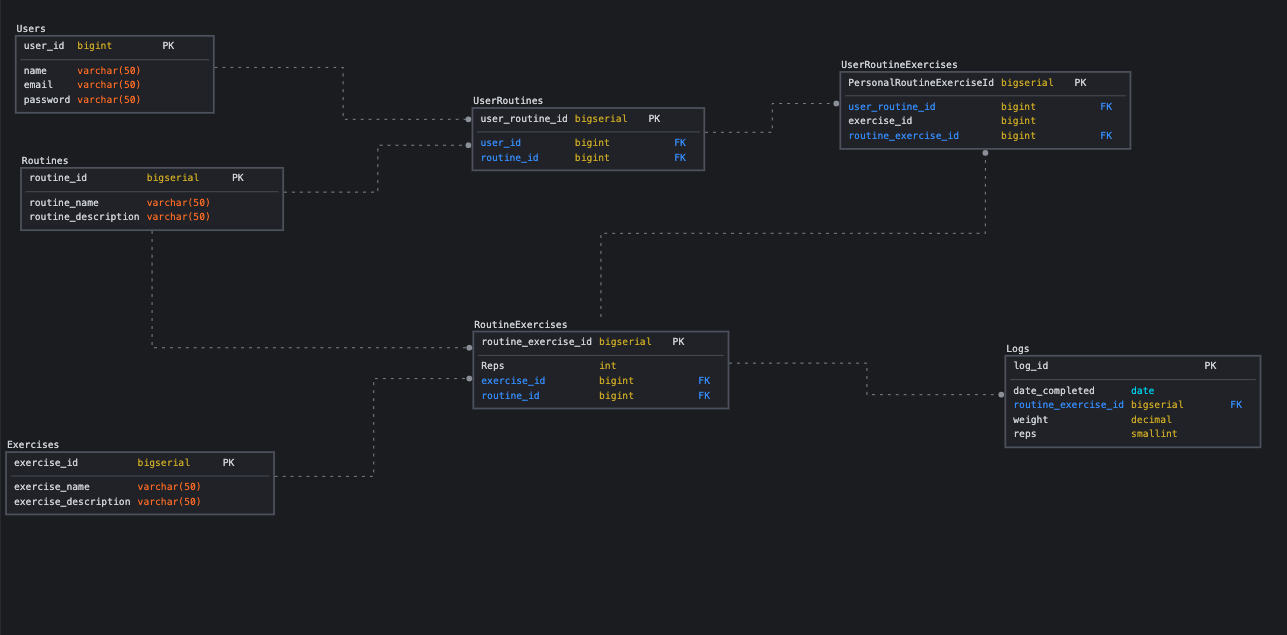 Users
user_id bigint PK
name varchar(50)
email varchar(50)
password varchar(50)
Routines
routine_id bigserial PK
routine_name varchar(50)
routine_description varchar(50)
UserRoutines
user_routine_id bigserial PK
user_id bigint FK
routine_id bigint FK
UserRoutineExercises
PersonalRoutineExerciseId bigserial PK
user_routine_id bigint FK
exercise_id bigint
routine_exercise_id bigint FK
RoutineExercises
routine_exercise_id bigserial PK
Reps int
exercise_id bigint FK
routine_id bigint FK
Logs
log_id PK
date_completed date
routine_exercise_id bigserial FK
weight decimal
reps smallint
Exercises
exercise_id bigserial PK
exercise_name varchar(50)
exercise_description varchar(50)